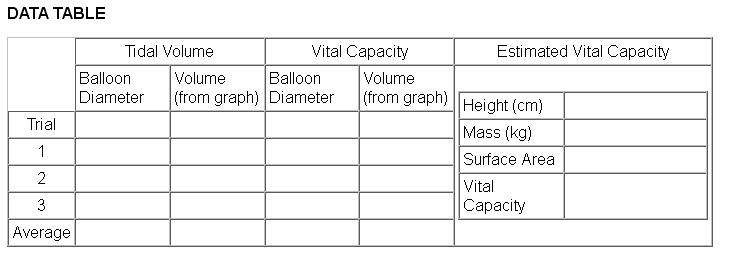 DATA TABLE
Tidal Volume Vital Capacity Estimated Vital Capacity
Balloon Volume Balloon Volume
Diameter (from graph) Diameter (from graph)
Height (cm)
Trial
Mass (kg)
1
Surface Area
2
Vital
3
Capacity
Average